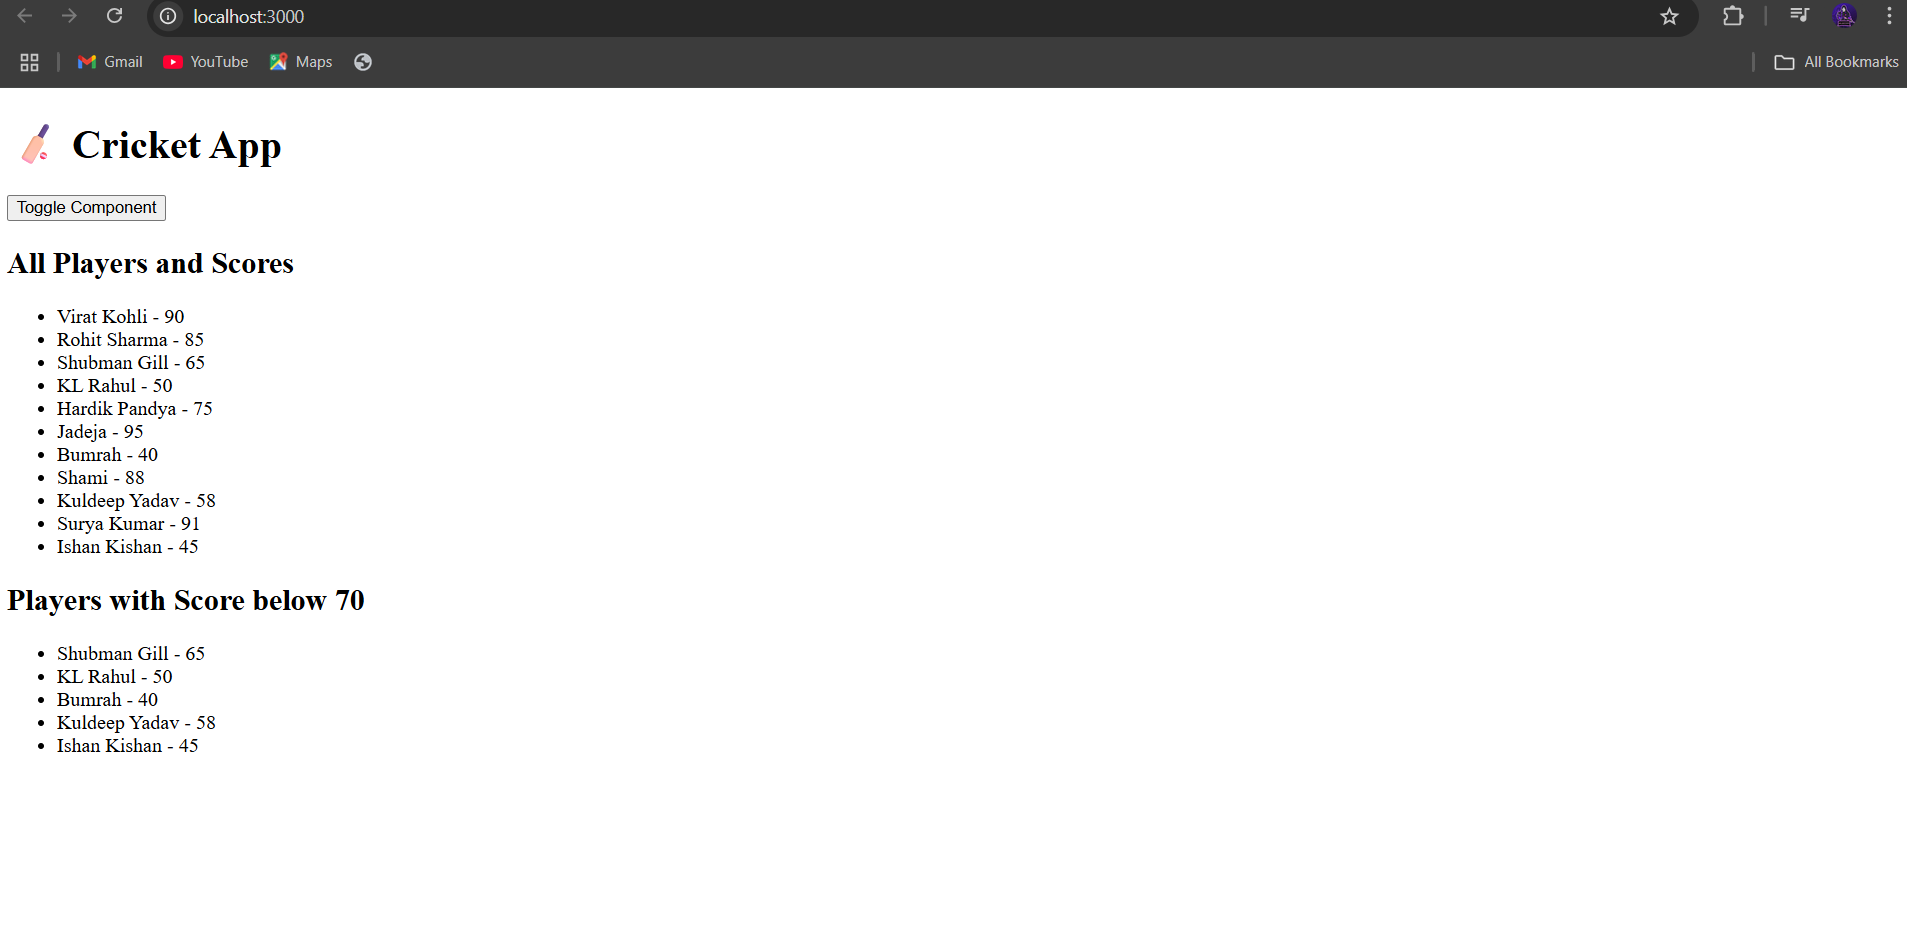 localhost:3000
Gmail YouTube Maps All Bookmarks
Cricket App
Toggle Component
All Players and Scores
Virat Kohli - 90
Rohit Sharma - 85
Shubman Gill - 65
KL Rahul - 50
Hardik Pandya - 75
Jadeja - 95
Bumrah - 40
Shami - 88
Kuldeep Yadav - 58
Surya Kumar - 91
Ishan Kishan - 45
Players with Score below 70
Shubman Gill - 65
KL Rahul - 50
Bumrah - 40
Kuldeep Yadav - 58
Ishan Kishan - 45